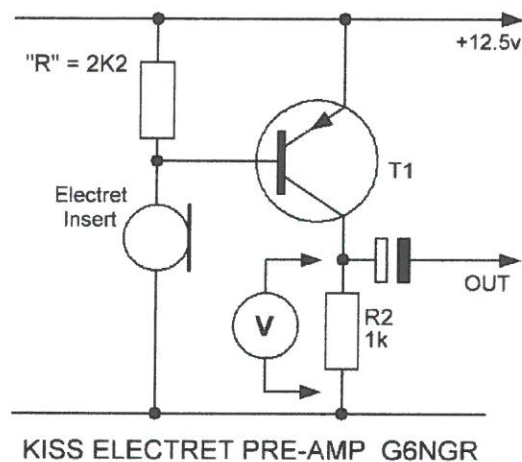 +12.5v
"R" = 2K2
T1
Electret
Insert
OUT
V
R2
1k
KISS ELECTRET PRE-AMP G6NGR